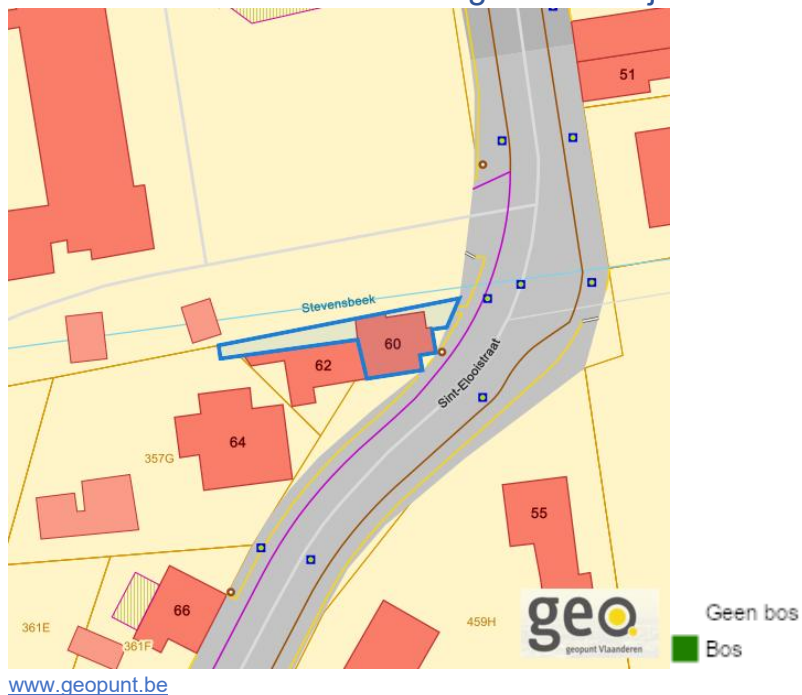 51
Stevensbeek
60
62
Sint-Elooistraat
64
357G
55
66
361E
361F
459H
geo
geopunt Vlaanderen
Geen bos
Bos
www.geopunt.be